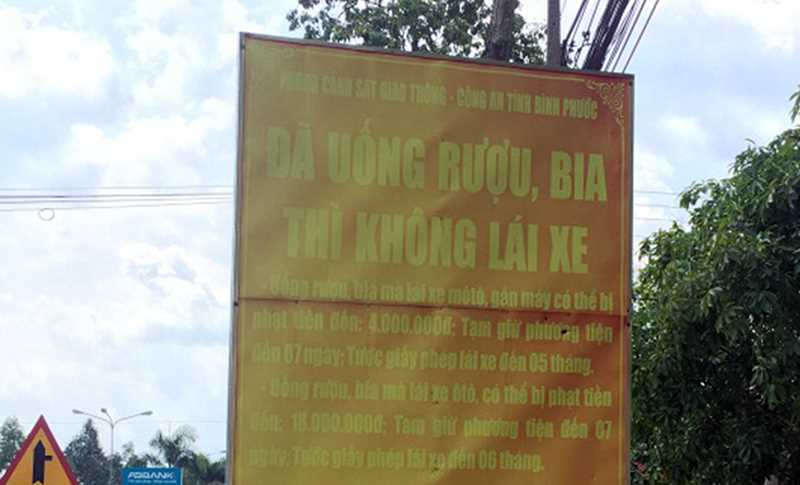 PHÒNG CẢNH SÁT GIAO THÔNG - CÔNG AN TỈNH BÌNH PHƯỚC
ĐÃ UỐNG RƯỢU, BIA
THÌ KHÔNG LÁI XE
- Uống rượu, bia mà lái xe môtô, gắn máy có thể bị
phạt tiền đến: 4.000.000đ; Tạm giữ phương tiện
đến 07 ngày; Tước giấy phép lái xe đến 05 tháng.
- Uống rượu, bia mà lái xe ôtô, có thể bị phạt tiền
đến: 18.000.000đ; Tạm giữ phương tiện đến 07
ngày; Tước giấy phép lái xe đến 06 tháng.
ABBANK